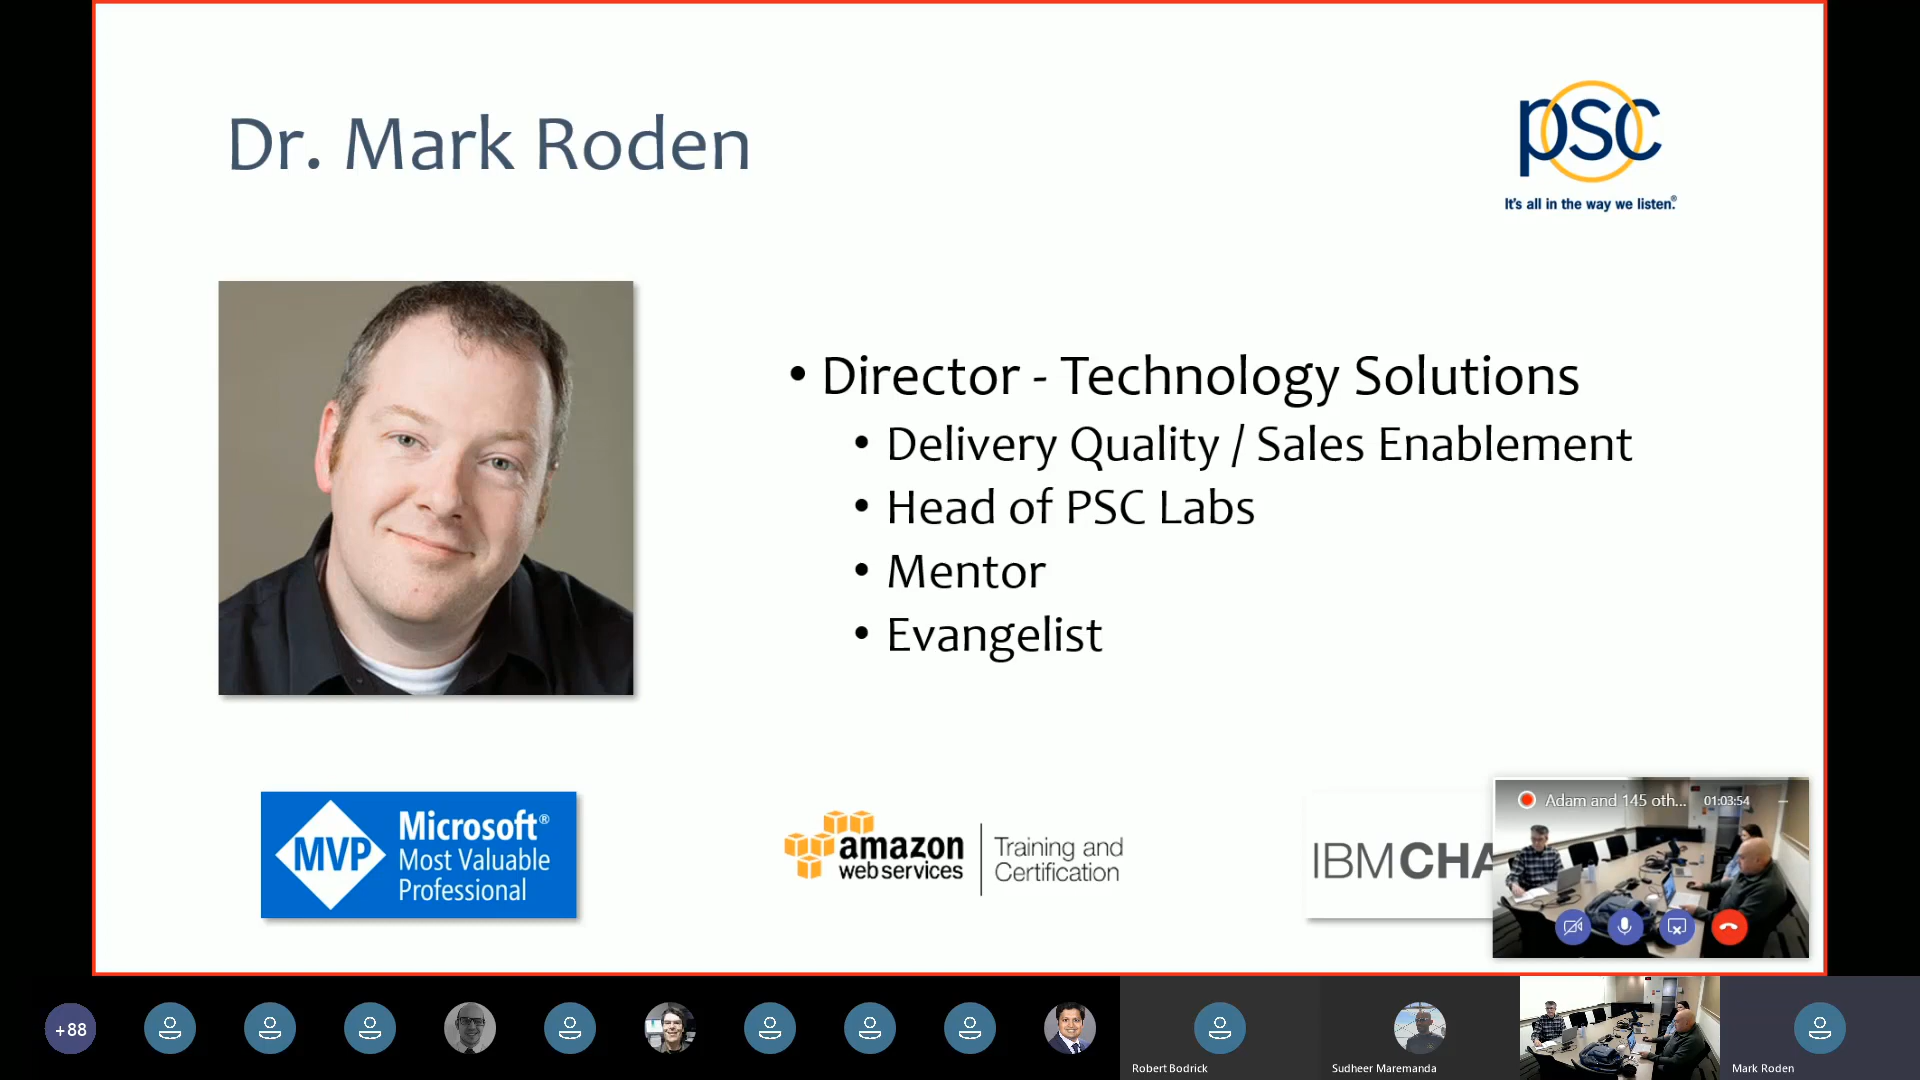 Dr. Mark Roden
psc
It's all in the way we listen.®
• Director - Technology Solutions
• Delivery Quality / Sales Enablement
• Head of PSC Labs
• Mentor
• Evangelist
MVP
Microsoft®
Most Valuable
Professional
amazon
web services
Training and
Certification
IBMCHA
Adam and 145 oth...
01:03:54
+88
Robert Bodrick
Sudheer Maremanda
Mark Roden